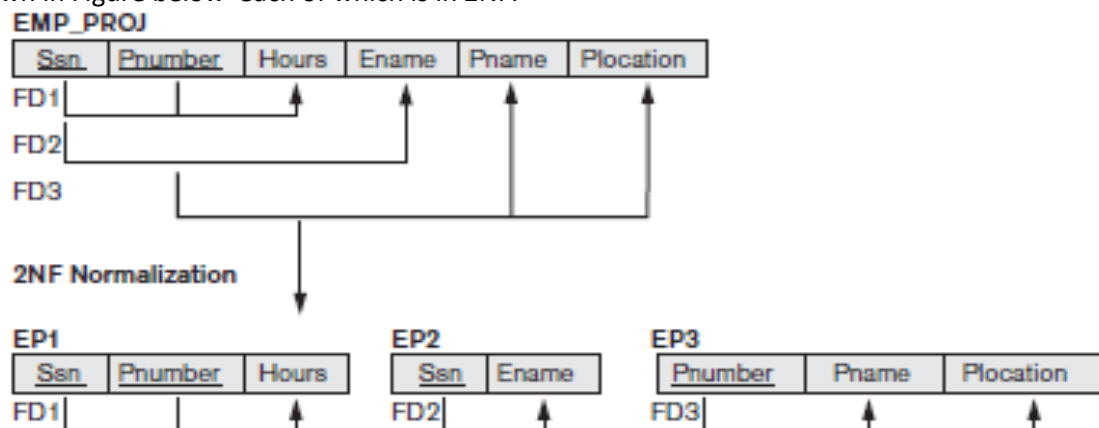 wn in Figure below each of which is in 2NF.
EMP_PROJ
Ssn Pnumber Hours Ename Pname Plocation
FD1
FD2
FD3
2NF Normalization
EP1 EP2 EP3
Ssn Pnumber Hours Ssn Ename Pnumber Pname Plocation
FD1 FD2 FD3